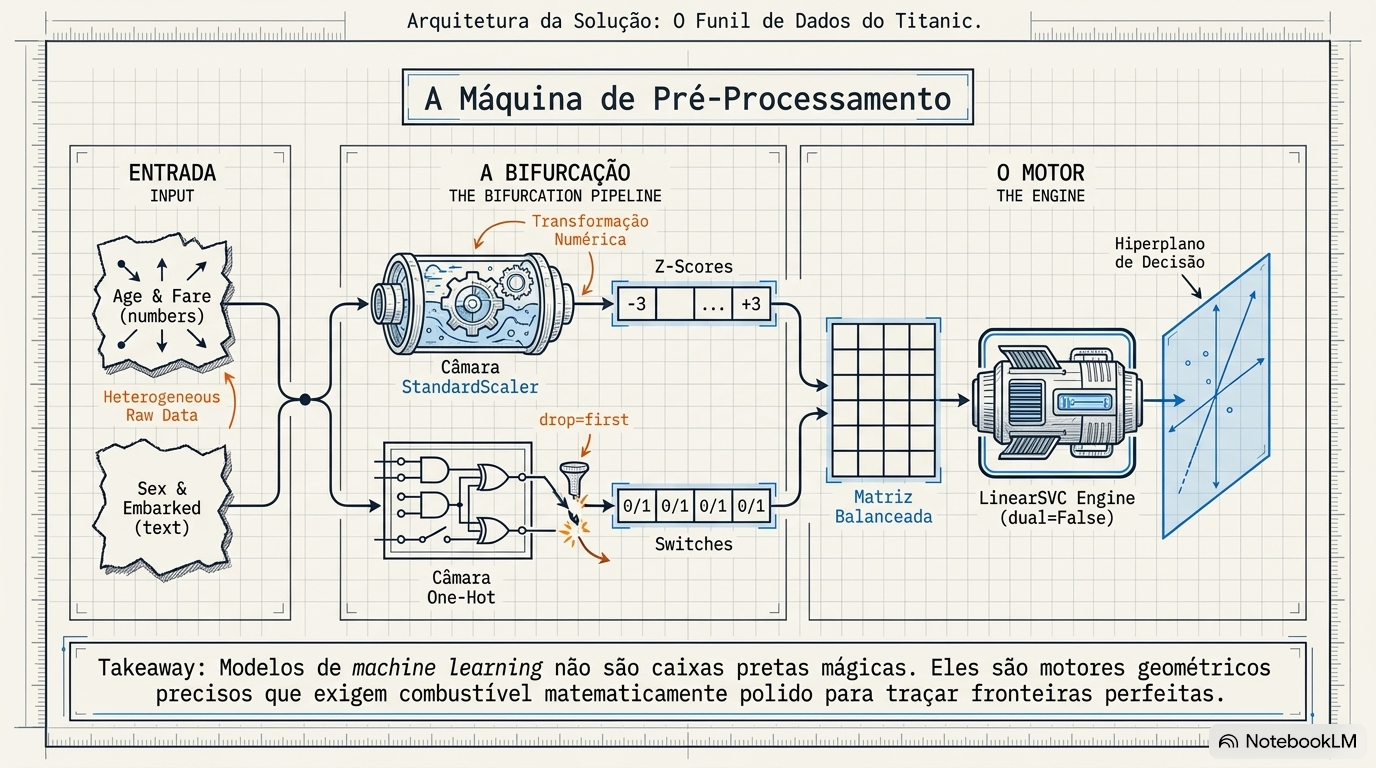 Arquitetura da Solução: O Funil de Dados do Titanic.
A Máquina de Pré-Processamento
ENTRADA
INPUT
Age & Fare
(numbers)
Heterogeneous
Raw Data
Sex &
Embarked
(text)
A BIFURCAÇÃO
THE BIFURCATION PIPELINE
Transformação
Numérica
Câmara
StandardScaler
Z-Scores
-3 ... +3
drop=first
0/1 0/1 0/1 0/1
Switches
Câmara
One-Hot
O MOTOR
THE ENGINE
Hiperplano
de Decisão
Matriz
Balanceada
LinearSVC Engine
(dual=False)
Takeaway: Modelos de machine learning não são caixas pretas mágicas. Eles são motores geométricos
precisos que exigem combustível matematicamente polido para traçar fronteiras perfeitas.
NotebookLM